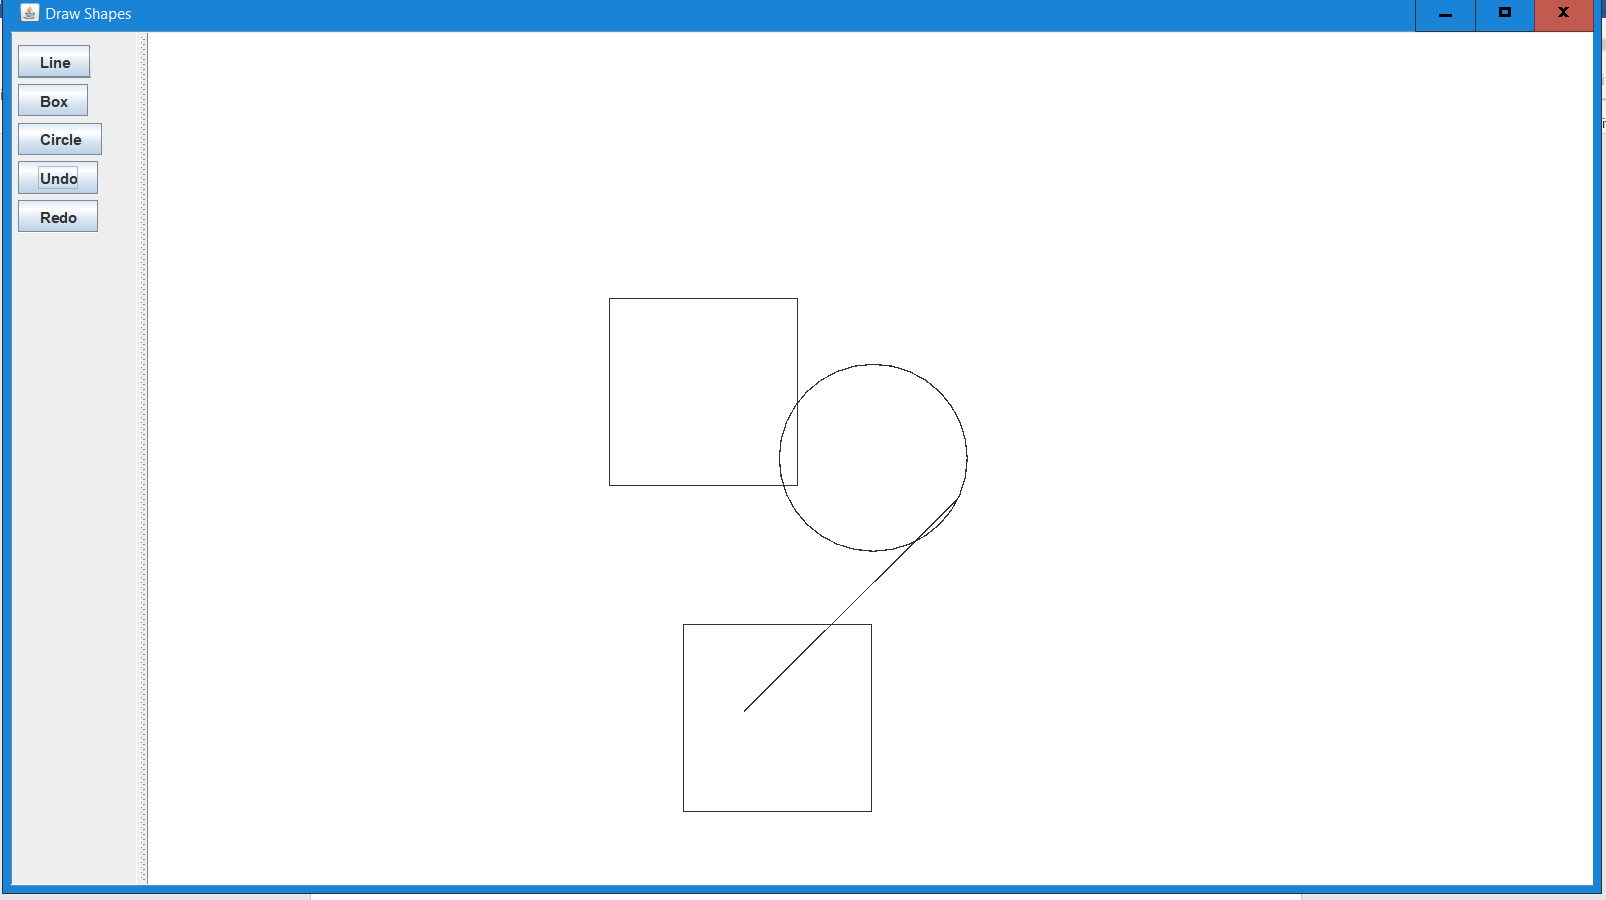 Draw Shapes
Line
Box
Circle
Undo
Redo